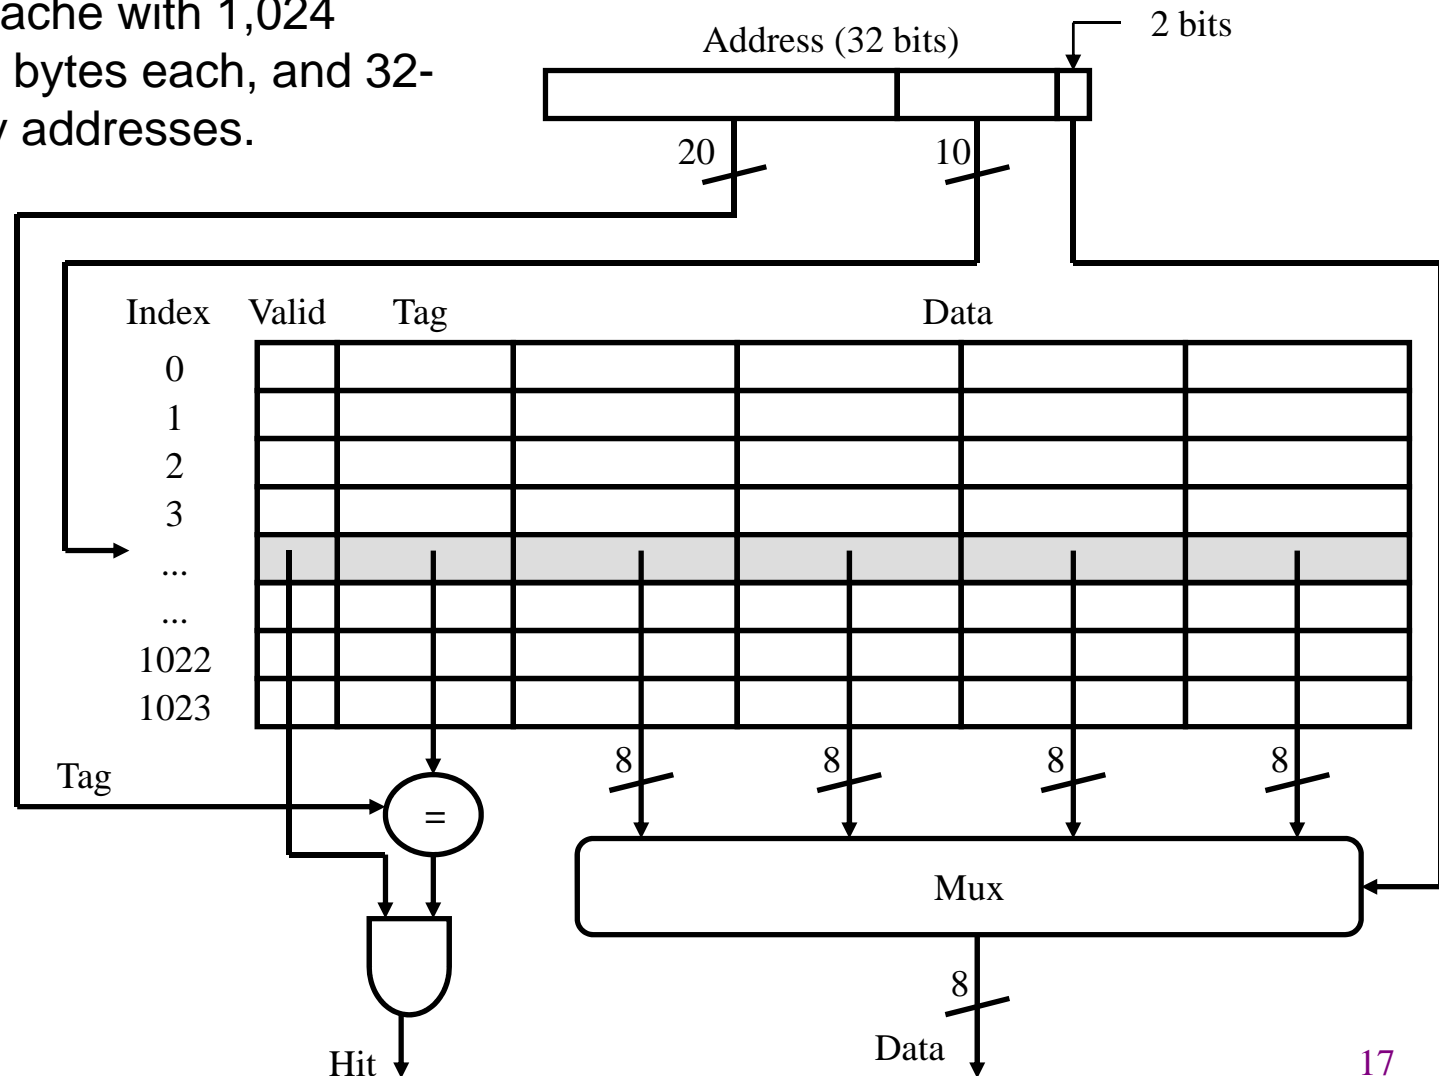 ache with 1,024
bytes each, and 32-
y addresses.
Address (32 bits)
2 bits
20
10
Index Valid Tag Data
0
1
2
3
...
...
1022
1023
Tag
=
8 8 8 8
Mux
8
Hit
Data
17